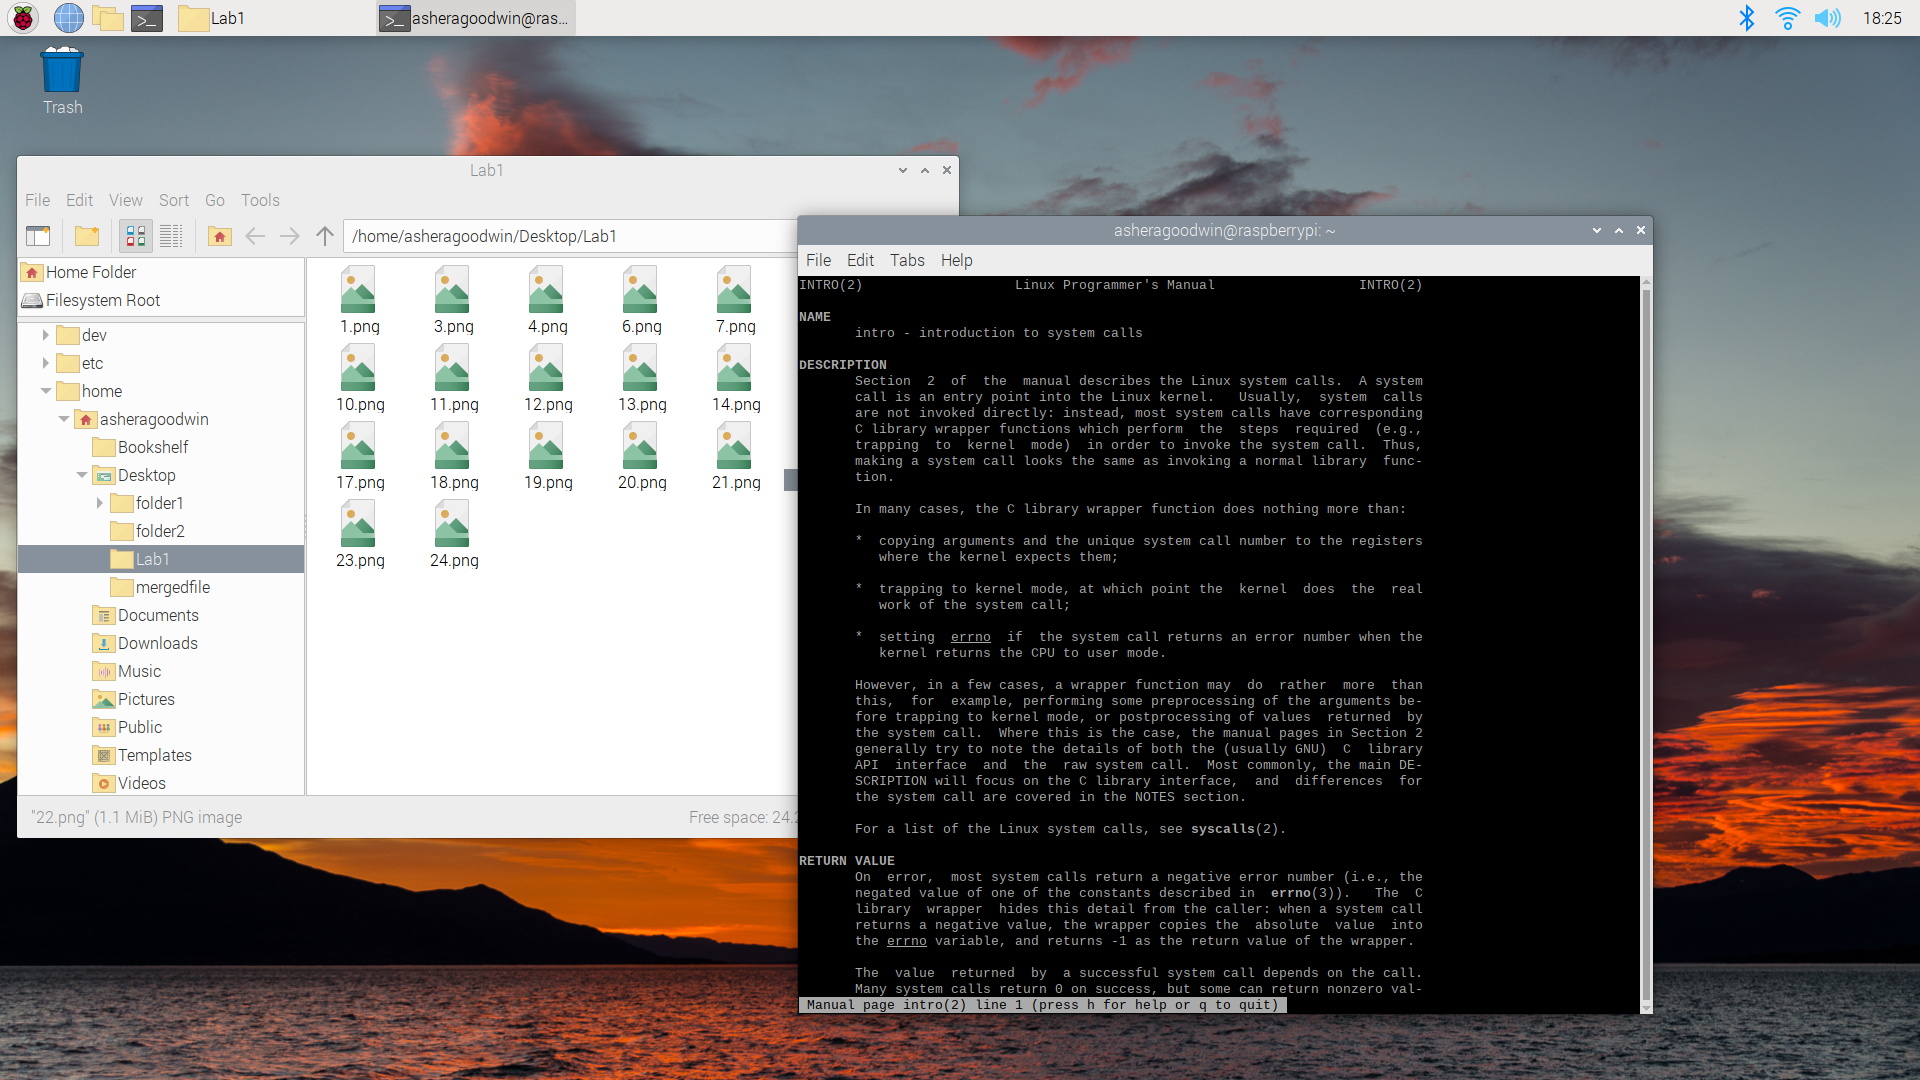 Lab1
asheragoodwin@ras...
18:25
Trash
Lab1
File Edit View Sort Go Tools
/home/asheragoodwin/Desktop/Lab1
Home Folder
Filesystem Root
dev
etc
home
asheragoodwin
Bookshelf
Desktop
folder1
folder2
Lab1
mergedfile
Documents
Downloads
Music
Pictures
Public
Templates
Videos
1.png 3.png 4.png 6.png 7.png
10.png 11.png 12.png 13.png 14.png
17.png 18.png 19.png 20.png 21.png
23.png 24.png
"22.png" (1.1 MiB) PNG image
Free space: 24.
asheragoodwin@raspberrypi: ~
File Edit Tabs Help
INTRO(2) Linux Programmer's Manual INTRO(2)
NAME
intro - introduction to system calls
DESCRIPTION
Section 2 of the manual describes the Linux system calls. A system
call is an entry point into the Linux kernel. Usually, system calls
are not invoked directly: instead, most system calls have corresponding
C library wrapper functions which perform the steps required (e.g.,
trapping to kernel mode) in order to invoke the system call. Thus,
making a system call looks the same as invoking a normal library func-
tion.
In many cases, the C library wrapper function does nothing more than:
* copying arguments and the unique system call number to the registers
where the kernel expects them;
* trapping to kernel mode, at which point the kernel does the real
work of the system call;
* setting errno if the system call returns an error number when the
kernel returns the CPU to user mode.
However, in a few cases, a wrapper function may do rather more than
this, for example, performing some preprocessing of the arguments be-
fore trapping to kernel mode, or postprocessing of values returned by
the system call. Where this is the case, the manual pages in Section 2
generally try to note the details of both the (usually GNU) C library
API interface and the raw system call. Most commonly, the main DE-
SCRIPTION will focus on the C library interface, and differences for
the system call are covered in the NOTES section.
For a list of the Linux system calls, see syscalls(2).
RETURN VALUE
On error, most system calls return a negative error number (i.e., the
negated value of one of the constants described in errno(3)). The C
library wrapper hides this detail from the caller: when a system call
returns a negative value, the wrapper copies the absolute value into
the errno variable, and returns -1 as the return value of the wrapper.
The value returned by a successful system call depends on the call.
Many system calls return 0 on success, but some can return nonzero val-
Manual page intro(2) line 1 (press h for help or q to quit)